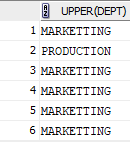 UPPER(DEPT)
1 MARKETTING
2 PRODUCTION
3 MARKETTING
4 MARKETTING
5 MARKETTING
6 MARKETTING